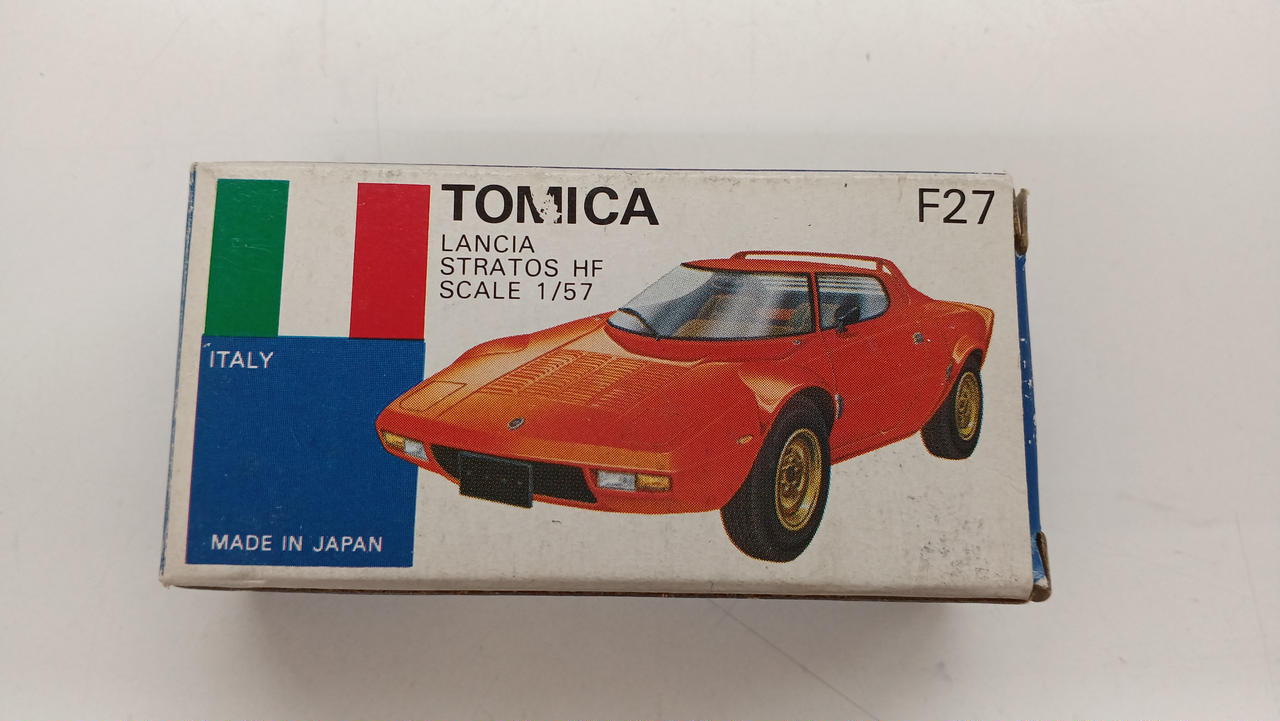 TOMICA
F27
LANCIA
STRATOS HF
SCALE 1/57
ITALY
MADE IN JAPAN